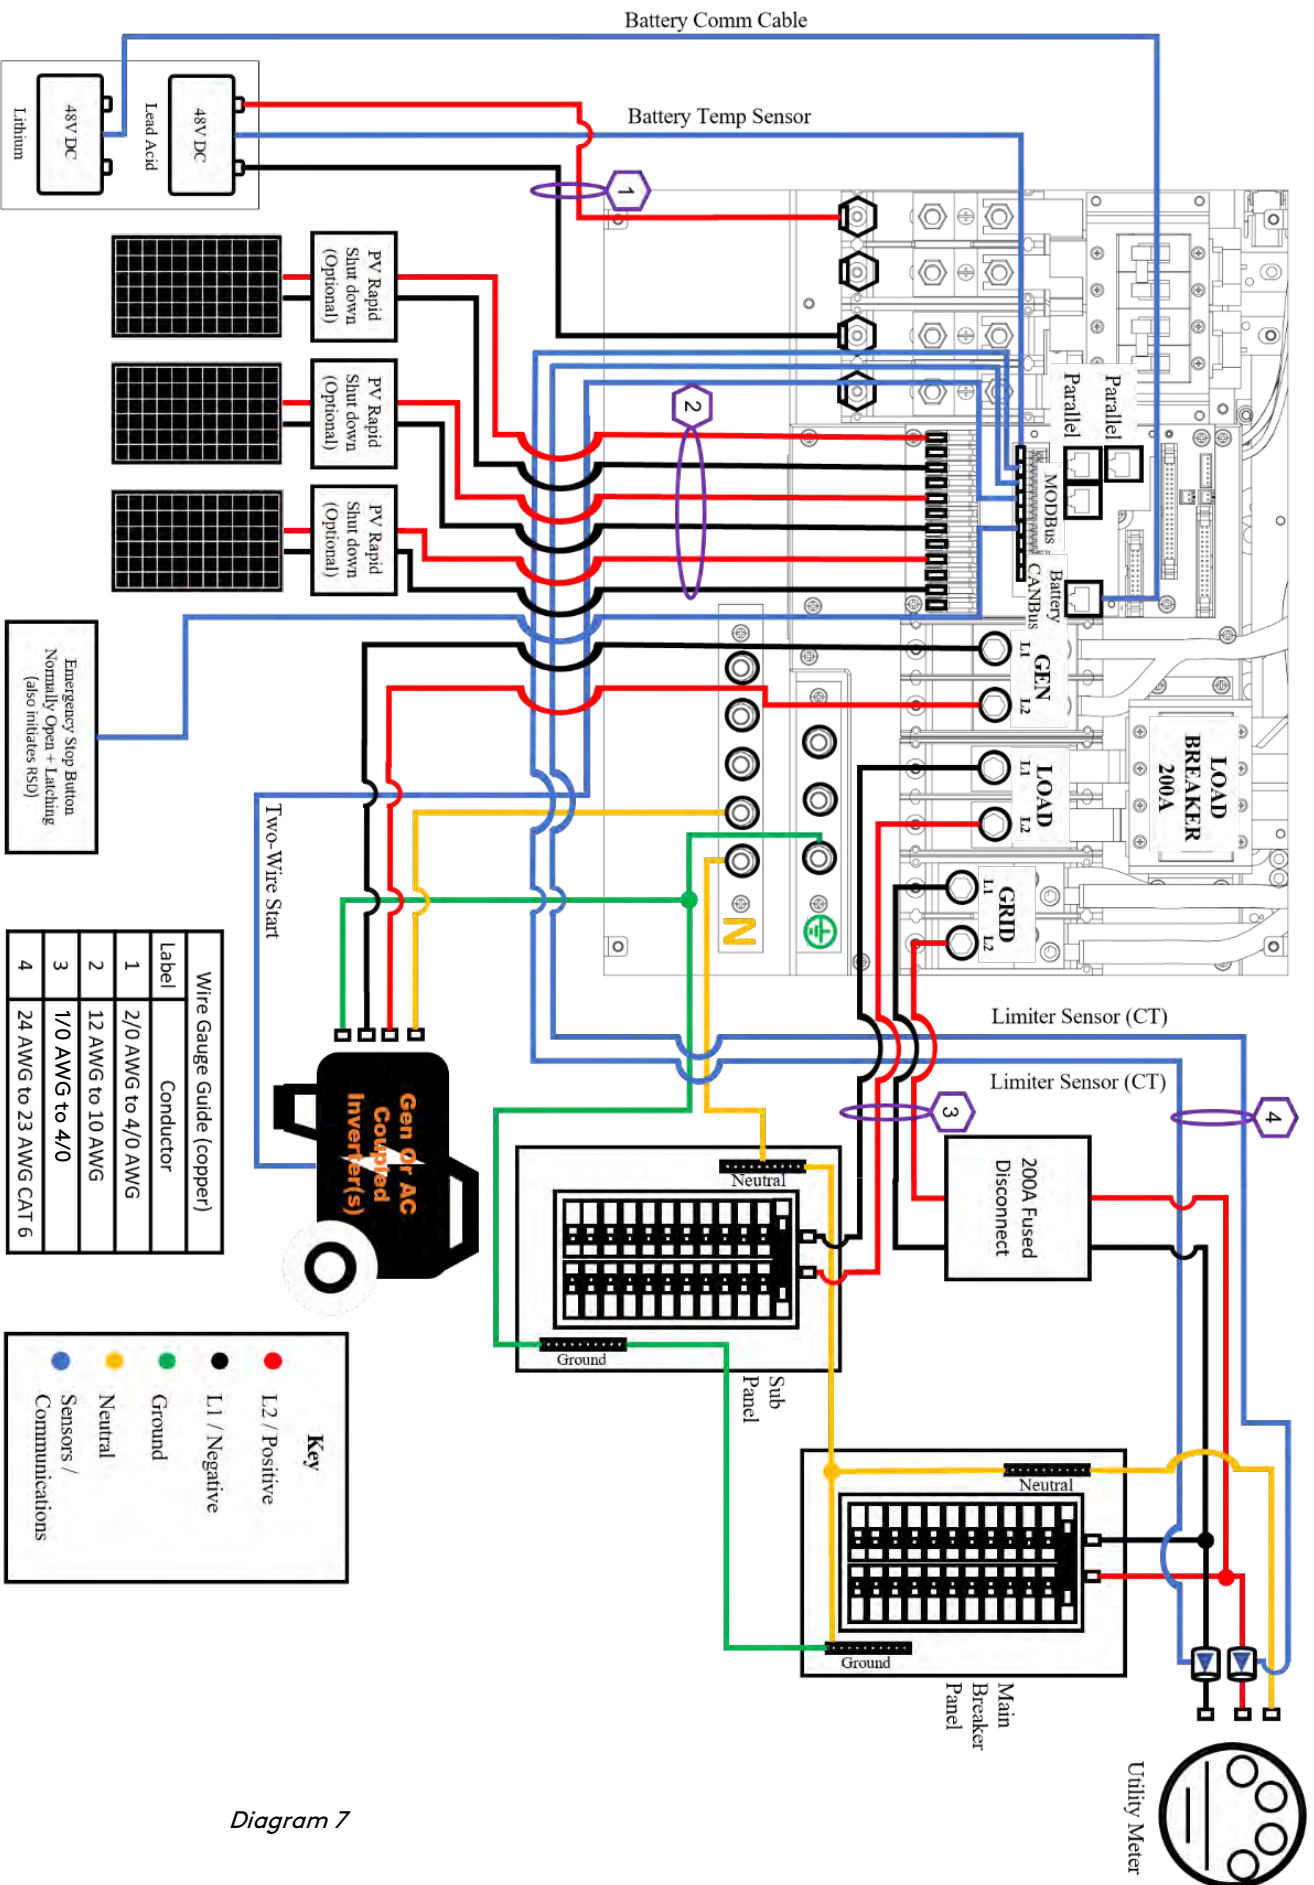 Battery Comm Cable
Battery Temp Sensor
48V DC
Lithium
48V DC
Lead Acid
1
PV Rapid
Shut down
(Optional)
PV Rapid
Shut down
(Optional)
PV Rapid
Shut down
(Optional)
2
Parallel
Parallel
MODBus
Battery
CANBus
L1
GEN
L2
L1
LOAD
L2
LOAD
BREAKER
200A
L1
GRID
L2
N
Emergency Stop Button
Normally Open + Latching
(also initiates RSD)
Two-Wire Start
Limiter Sensor (CT)
Limiter Sensor (CT)
3
4
Gen Or AC
Coupled
Inverter(s)
200A Fused
Disconnect
Neutral
Ground
Sub
Panel
Neutral
Ground
Main
Breaker
Panel
Utility Meter
Wire Gauge Guide (copper)
Label Conductor
1 2/0 AWG to 4/0 AWG
2 12 AWG to 10 AWG
3 1/0 AWG to 4/0
4 24 AWG to 23 AWG CAT 6
Key
L2 / Positive
L1 / Negative
Ground
Neutral
Sensors /
Communications
Diagram 7